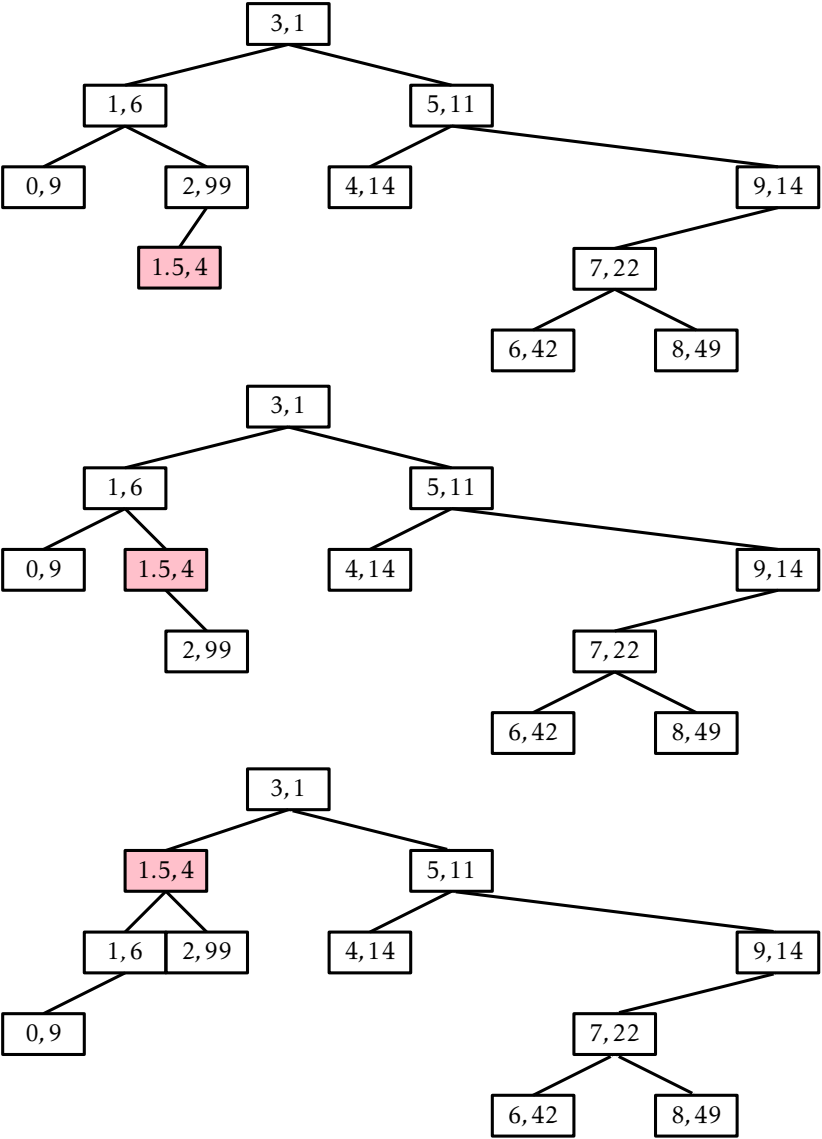 3, 1
1, 6 5, 11
0, 9 2, 99 4, 14 9, 14
1.5, 4 7, 22
6, 42 8, 49
3, 1
1, 6 5, 11
0, 9 1.5, 4 4, 14 9, 14
2, 99 7, 22
6, 42 8, 49
3, 1
1.5, 4 5, 11
1, 6 2, 99 4, 14 9, 14
0, 9 7, 22
6, 42 8, 49